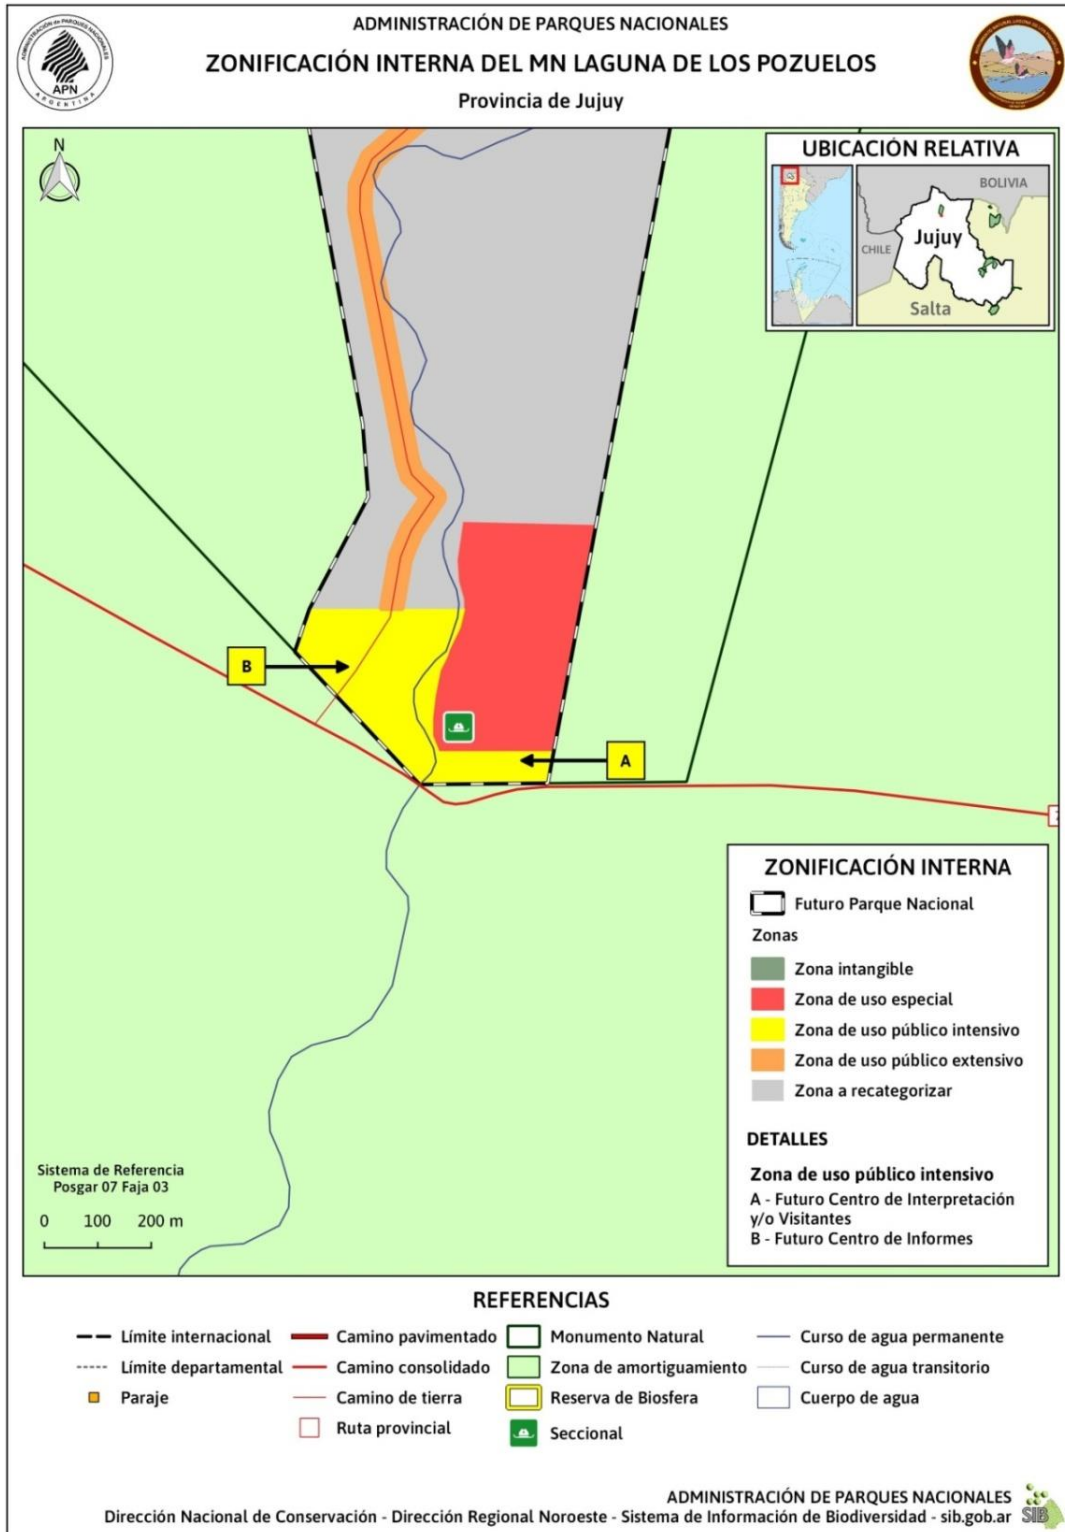 ADMINISTRACIÓN DE PARQUES NACIONALES
ZONIFICACIÓN INTERNA DEL MN LAGUNA DE LOS POZUELOS
Provincia de Jujuy
ADMINISTRACIÓN de PARQUES NACIONALES
APN
ARGENTINA
N
UBICACIÓN RELATIVA
BOLIVIA
CHILE
Jujuy
Salta
B
A
ZONIFICACIÓN INTERNA
Futuro Parque Nacional
Zonas
Zona intangible
Zona de uso especial
Zona de uso público intensivo
Zona de uso público extensivo
Zona a recategorizar
DETALLES
Zona de uso público intensivo
A - Futuro Centro de Interpretación
y/o Visitantes
B - Futuro Centro de Informes
Sistema de Referencia
Posgar 07 Faja 03
0 100 200 m
REFERENCIAS
Límite internacional
Límite departamental
Paraje
Camino pavimentado
Camino consolidado
Camino de tierra
Ruta provincial
Monumento Natural
Zona de amortiguamiento
Reserva de Biosfera
Seccional
Curso de agua permanente
Curso de agua transitorio
Cuerpo de agua
ADMINISTRACIÓN DE PARQUES NACIONALES
Dirección Nacional de Conservación - Dirección Regional Noroeste - Sistema de Información de Biodiversidad - sib.gob.ar
SIB